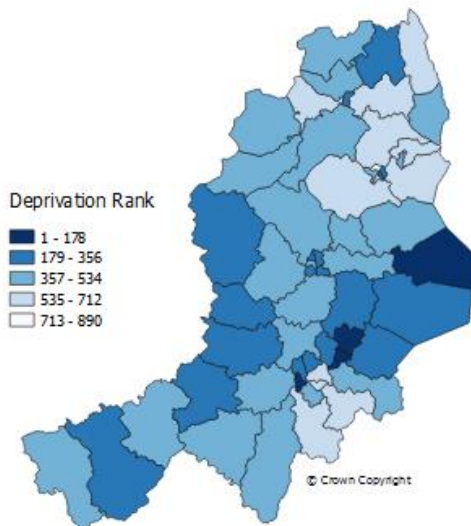 Deprivation Rank
1 - 178
179 - 356
357 - 534
535 - 712
713 - 890
© Crown Copyright